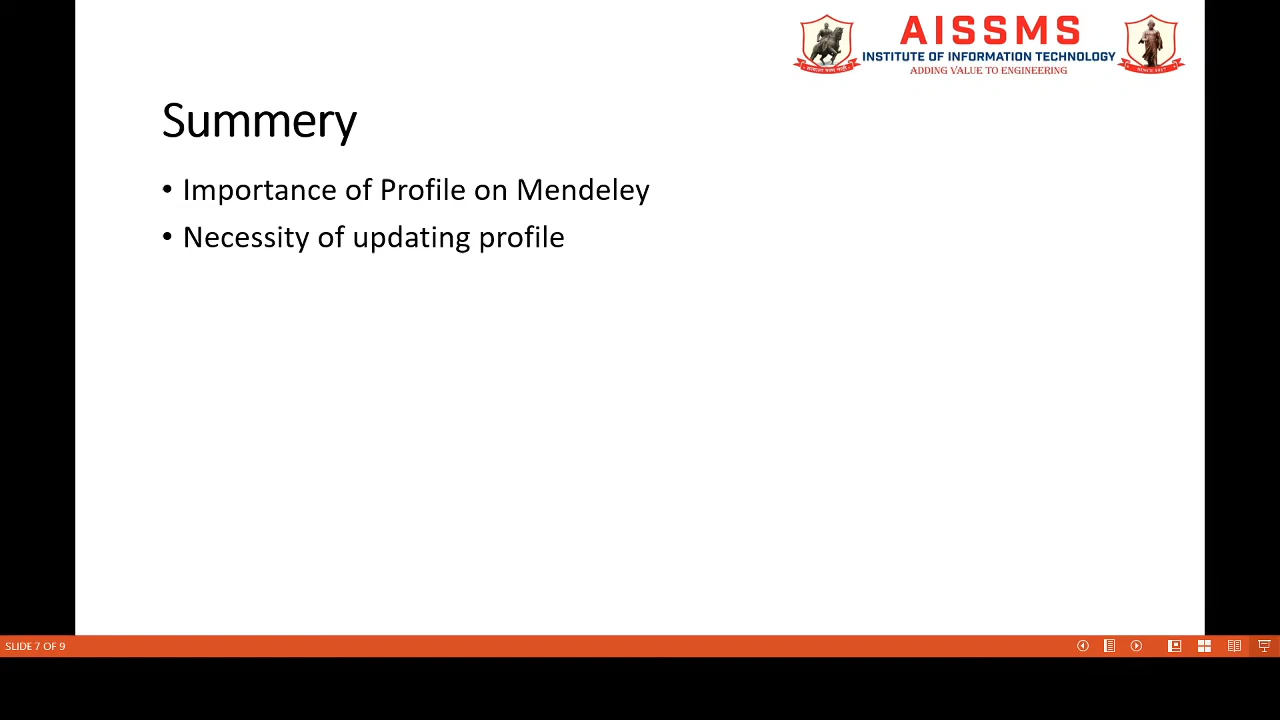 AISSMS
INSTITUTE OF INFORMATION TECHNOLOGY
ADDING VALUE TO ENGINEERING
Summery
• Importance of Profile on Mendeley
• Necessity of updating profile
SLIDE 7 OF 9